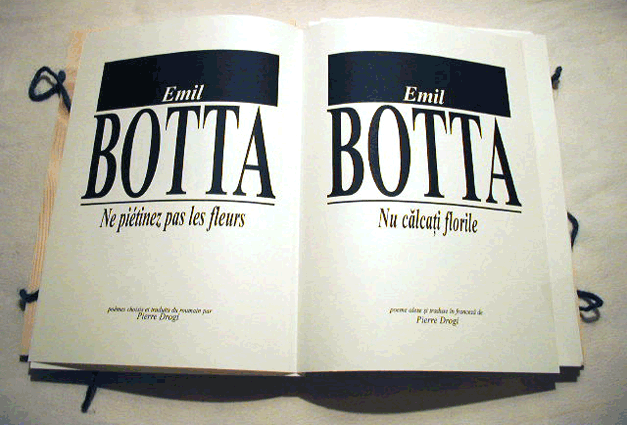 Emil
BOTTA
Ne piétinez pas les fleurs
poèmes choisis et traduits du roumain par
Pierre Drogi
Emil
BOTTA
Nu călcați florile
poeme alese și traduse în franceză de
Pierre Drogi